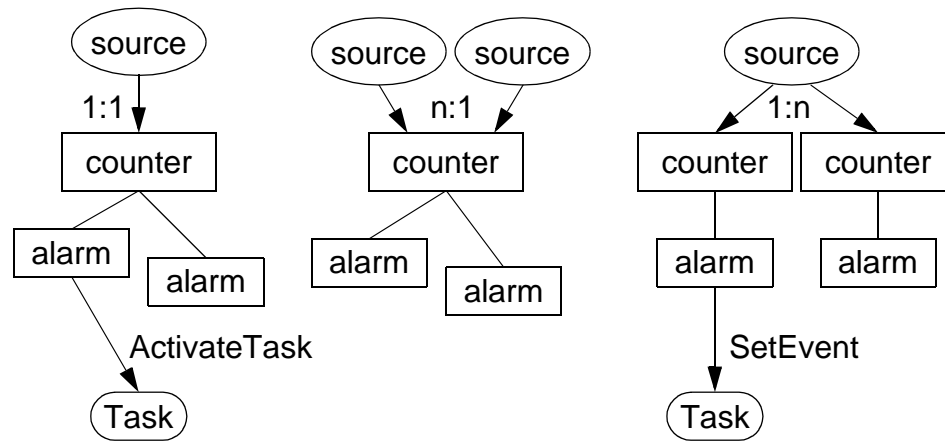 source
source
source
source
1:1
n:1
1:n
counter
counter
counter
counter
alarm
alarm
alarm
alarm
alarm
alarm
ActivateTask
SetEvent
Task
Task